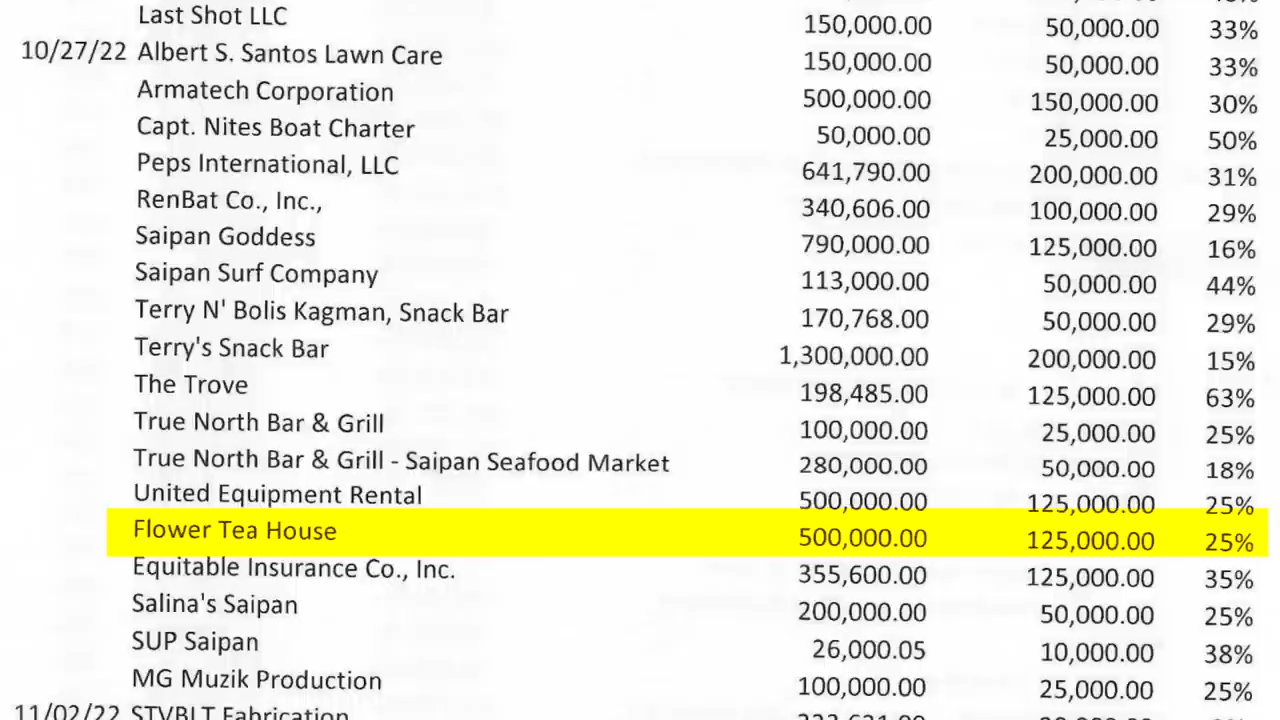 Last Shot LLC 150,000.00 50,000.00 33%
10/27/22 Albert S. Santos Lawn Care 150,000.00 50,000.00 33%
Armatech Corporation 500,000.00 150,000.00 30%
Capt. Nites Boat Charter 50,000.00 25,000.00 50%
Peps International, LLC 641,790.00 200,000.00 31%
RenBat Co., Inc., 340,606.00 100,000.00 29%
Saipan Goddess 790,000.00 125,000.00 16%
Saipan Surf Company 113,000.00 50,000.00 44%
Terry N' Bolis Kagman, Snack Bar 170,768.00 50,000.00 29%
Terry's Snack Bar 1,300,000.00 200,000.00 15%
The Trove 198,485.00 125,000.00 63%
True North Bar & Grill 100,000.00 25,000.00 25%
True North Bar & Grill - Saipan Seafood Market 280,000.00 50,000.00 18%
United Equipment Rental 500,000.00 125,000.00 25%
Flower Tea House 500,000.00 125,000.00 25%
Equitable Insurance Co., Inc. 355,600.00 125,000.00 35%
Salina's Saipan 200,000.00 50,000.00 25%
SUP Saipan 26,000.05 10,000.00 38%
MG Muzik Production 100,000.00 25,000.00 25%
11/02/22 STVBLT Fabrication